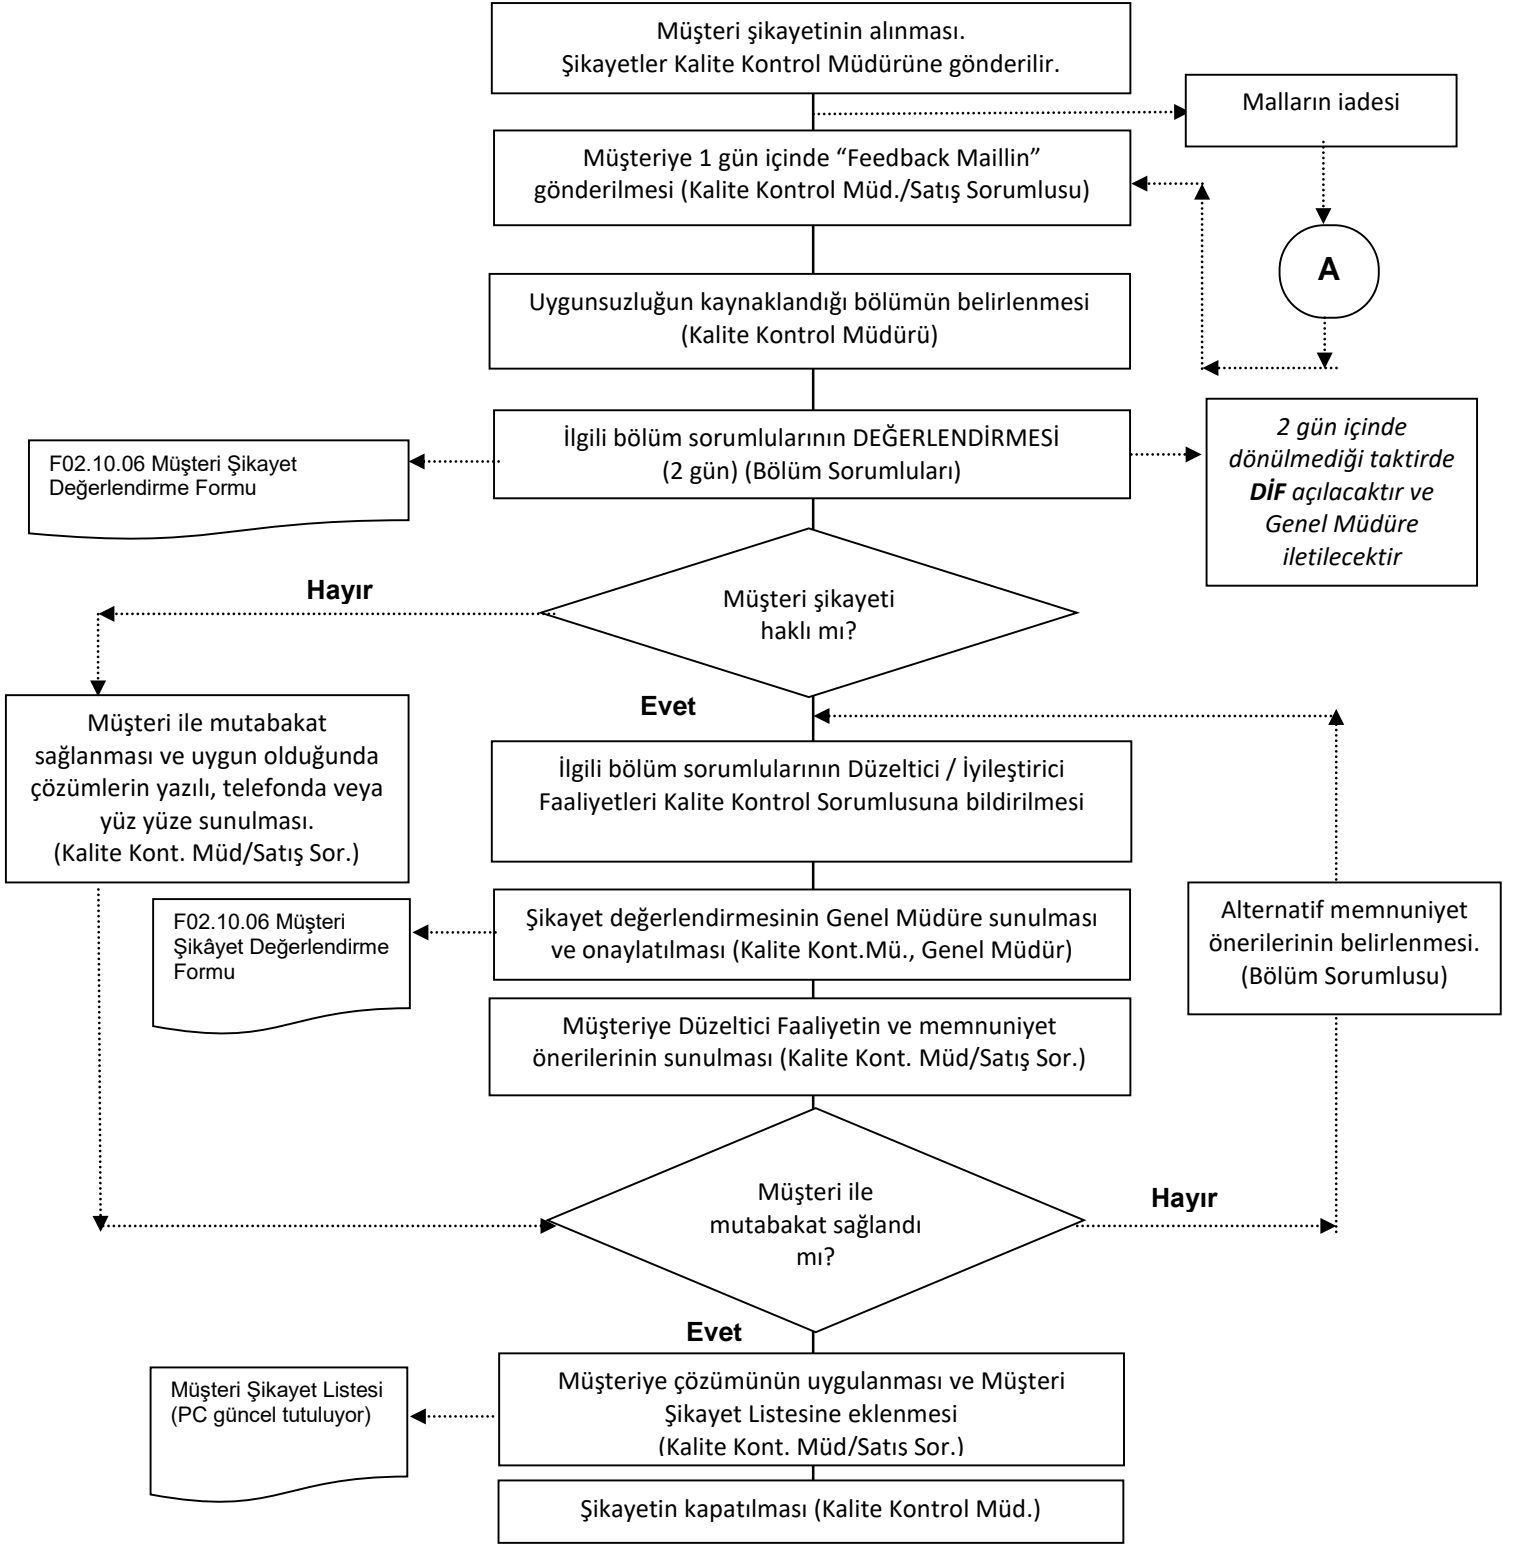 Müşteri şikayetinin alınması.
Şikayetler Kalite Kontrol Müdürüne gönderilir.
Malların iadesi
Müşteriye 1 gün içinde “Feedback Maillin”
gönderilmesi (Kalite Kontrol Müd./Satış Sorumlusu)
A
Uygunsuzluğun kaynaklandığı bölümün belirlenmesi
(Kalite Kontrol Müdürü)
İlgili bölüm sorumlularının DEĞERLENDİRMESİ
(2 gün) (Bölüm Sorumluları)
F02.10.06 Müşteri Şikayet
Değerlendirme Formu
2 gün içinde
dönülmediği taktirde
DİF açılacaktır ve
Genel Müdüre
iletilecektir
Hayır
Müşteri şikayeti
haklı mı?
Evet
Müşteri ile mutabakat
sağlanması ve uygun olduğunda
çözümlerin yazılı, telefonda veya
yüz yüze sunulması.
(Kalite Kont. Müd/Satış Sor.)
İlgili bölüm sorumlularının Düzeltici / İyileştirici
Faaliyetleri Kalite Kontrol Sorumlusuna bildirilmesi
F02.10.06 Müşteri
Şikâyet Değerlendirme
Formu
Şikayet değerlendirmesinin Genel Müdüre sunulması
ve onaylatılması (Kalite Kont.Mü., Genel Müdür)
Alternatif memnuniyet
önerilerinin belirlenmesi.
(Bölüm Sorumlusu)
Müşteriye Düzeltici Faaliyetin ve memnuniyet
önerilerinin sunulması (Kalite Kont. Müd/Satış Sor.)
Müşteri ile
mutabakat sağlandı
mı?
Hayır
Evet
Müşteri Şikayet Listesi
(PC güncel tutuluyor)
Müşteriye çözümünün uygulanması ve Müşteri
Şikayet Listesine eklenmesi
(Kalite Kont. Müd/Satış Sor.)
Şikayetin kapatılması (Kalite Kontrol Müd.)